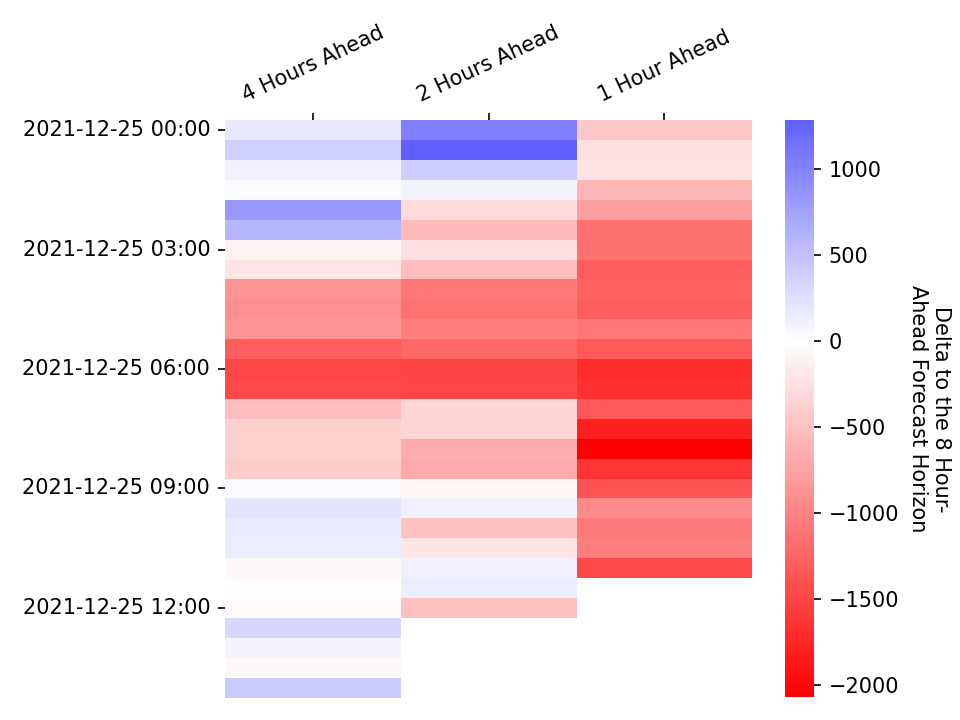 4 Hours Ahead
2 Hours Ahead
1 Hour Ahead
2021-12-25 00:00
2021-12-25 03:00
2021-12-25 06:00
2021-12-25 09:00
2021-12-25 12:00
1000
500
0
−500
−1000
−1500
−2000
Delta to the 8 Hour-
Ahead Forecast Horizon